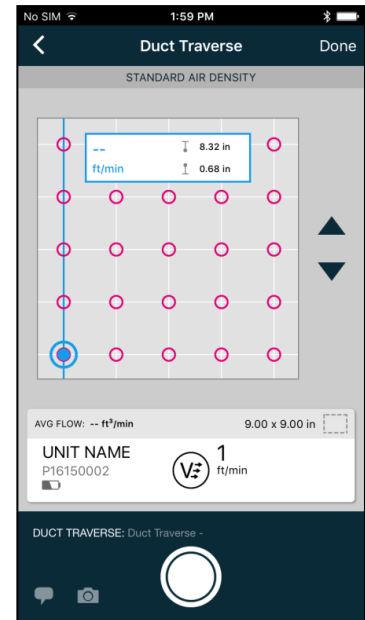 No SIM 1:59 PM
Duct Traverse Done
STANDARD AIR DENSITY
-- 8.32 in
ft/min 0.68 in
AVG FLOW: -- ft³/min 9.00 x 9.00 in
UNIT NAME 1
P16150002 V ft/min
DUCT TRAVERSE: Duct Traverse -